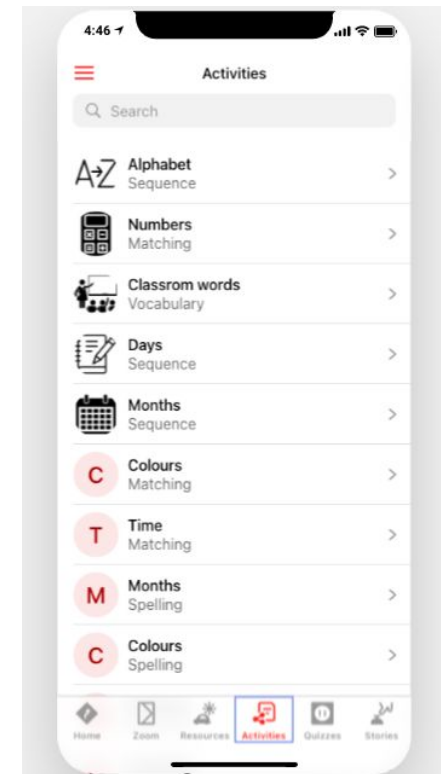 4:46
Activities
Search
A→Z
Alphabet
Sequence
Numbers
Matching
Classrom words
Vocabulary
Days
Sequence
Months
Sequence
C
Colours
Matching
T
Time
Matching
M
Months
Spelling
C
Colours
Spelling
Home Zoom Resources Activities Quizzes Stories